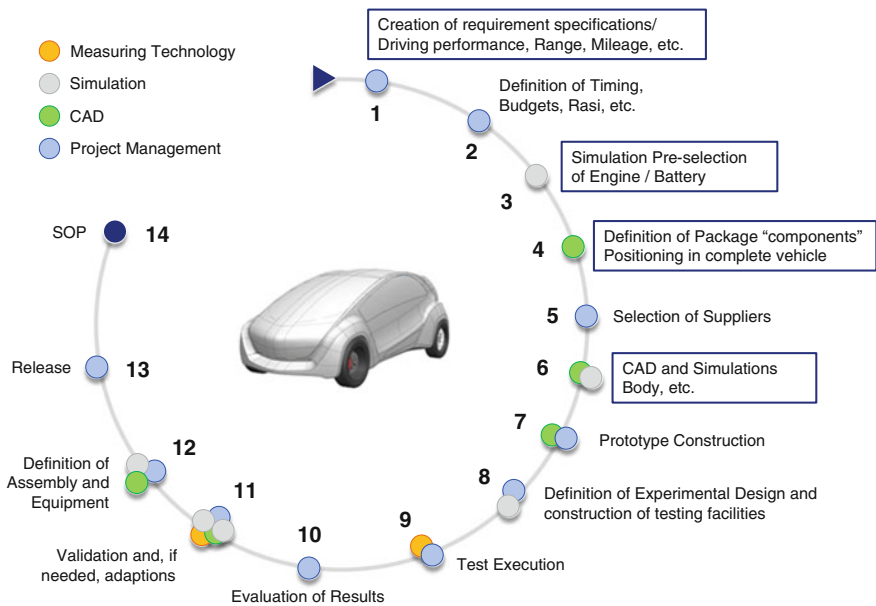 Measuring Technology
Simulation
CAD
Project Management
1
Creation of requirement specifications/
Driving performance, Range, Mileage, etc.
2
Definition of Timing,
Budgets, Rasi, etc.
3
Simulation Pre-selection
of Engine / Battery
4
Definition of Package “components”
Positioning in complete vehicle
5
Selection of Suppliers
6
CAD and Simulations
Body, etc.
7
Prototype Construction
8
Definition of Experimental Design and
construction of testing facilities
9
Test Execution
10
Evaluation of Results
11
Validation and, if
needed, adaptions
12
Definition of
Assembly and
Equipment
13
Release
14
SOP